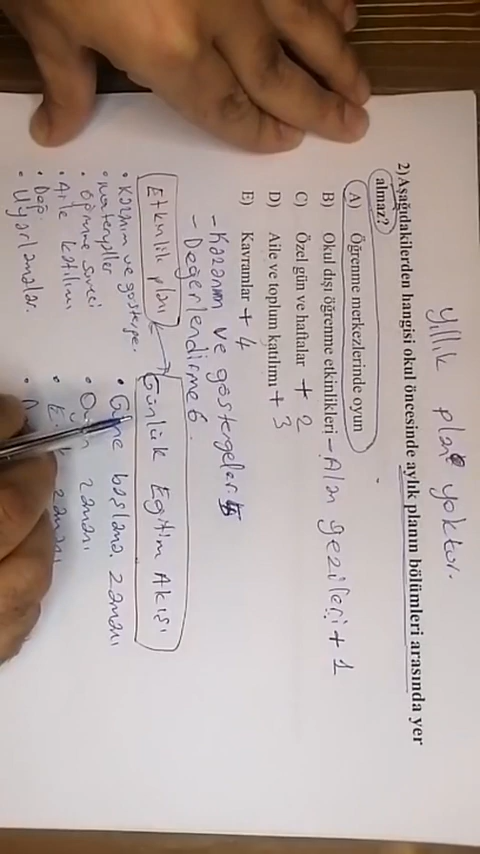 yıllık plan yoktur.
2) Aşağıdakilerden hangisi okul öncesinde aylık planın bölümleri arasında yer
almaz?
A) Öğrenme merkezlerinde oyun
B) Okul dışı öğrenme etkinlikleri - Alan gezileri + 1
C) Özel gün ve haftalar + 2
D) Aile ve toplum katılımı + 3
E) Kavramlar + 4
- Kazanım ve göstergeler 5
- Değerlendirme 6.
Etkinlik planı
• Kazanım ve gösterge.
• materyaller
• öğrenme süreci
• Aile katılımı
• Değ.
• Uyarlamalar.
Günlük Eğitim Akışı
• Güne başlama zamanı
• zamanı
• zamanı